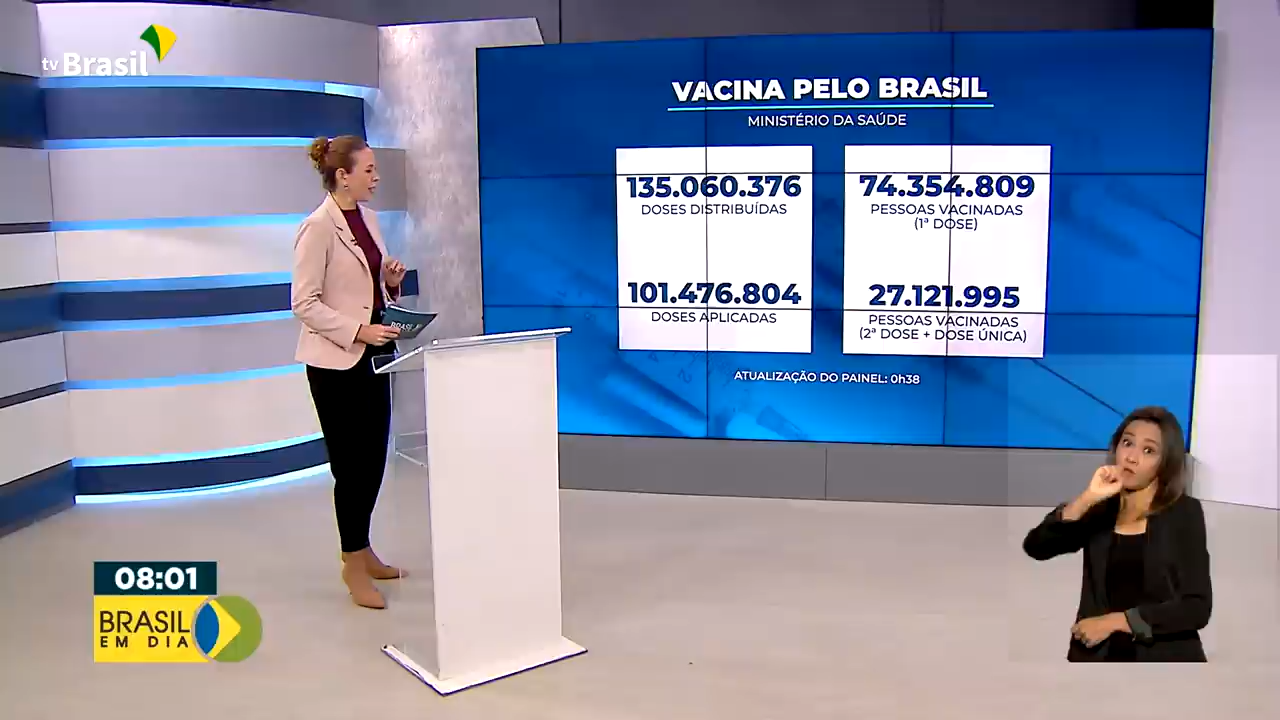 tv Brasil
VACINA PELO BRASIL
MINISTÉRIO DA SAÚDE
135.060.376
DOSES DISTRIBUÍDAS
74.354.809
PESSOAS VACINADAS
(1ª DOSE)
101.476.804
DOSES APLICADAS
27.121.995
PESSOAS VACINADAS
(2ª DOSE + DOSE ÚNICA)
ATUALIZAÇÃO DO PAINEL: 0h38
BRASIL
08:01
BRASIL
EM DIA